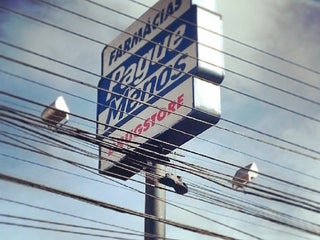 FARMÁCIAS
Pague
Menos
DRUGSTORE